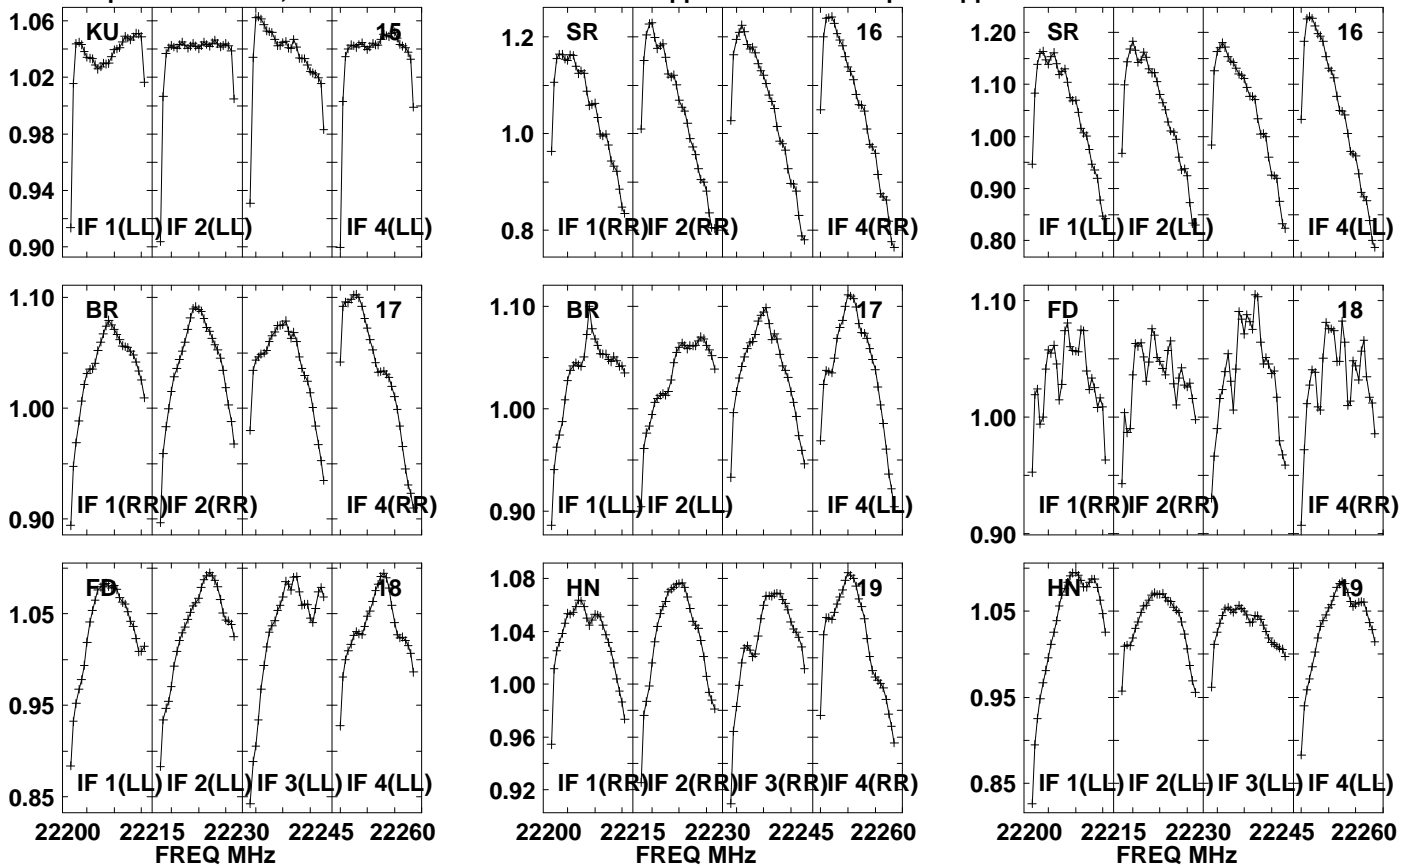 1.06
1.02
0.98
0.94
0.90
KU
15
IF 1(LL)
IF 2(LL)
IF 4(LL)
1.2
1.0
0.8
SR
16
IF 1(RR)
IF 2(RR)
IF 4(RR)
1.20
1.10
1.00
0.90
0.80
SR
16
IF 1(LL)
IF 2(LL)
IF 4(LL)
1.10
1.00
0.90
BR
17
IF 1(RR)
IF 2(RR)
IF 4(RR)
1.10
1.00
0.90
BR
17
IF 1(LL)
IF 2(LL)
IF 4(LL)
1.10
1.00
0.90
FD
18
IF 1(RR)
IF 2(RR)
IF 4(RR)
1.05
0.95
0.85
FD
18
IF 1(LL)
IF 2(LL)
IF 3(LL)
IF 4(LL)
22200 22215 22230 22245 22260
FREQ MHz
1.08
1.04
1.00
0.96
0.92
HN
19
IF 1(RR)
IF 2(RR)
IF 3(RR)
IF 4(RR)
22200 22215 22230 22245 22260
FREQ MHz
1.05
0.95
0.85
HN
19
IF 1(LL)
IF 2(LL)
IF 3(LL)
IF 4(LL)
22200 22215 22230 22245 22260
FREQ MHz